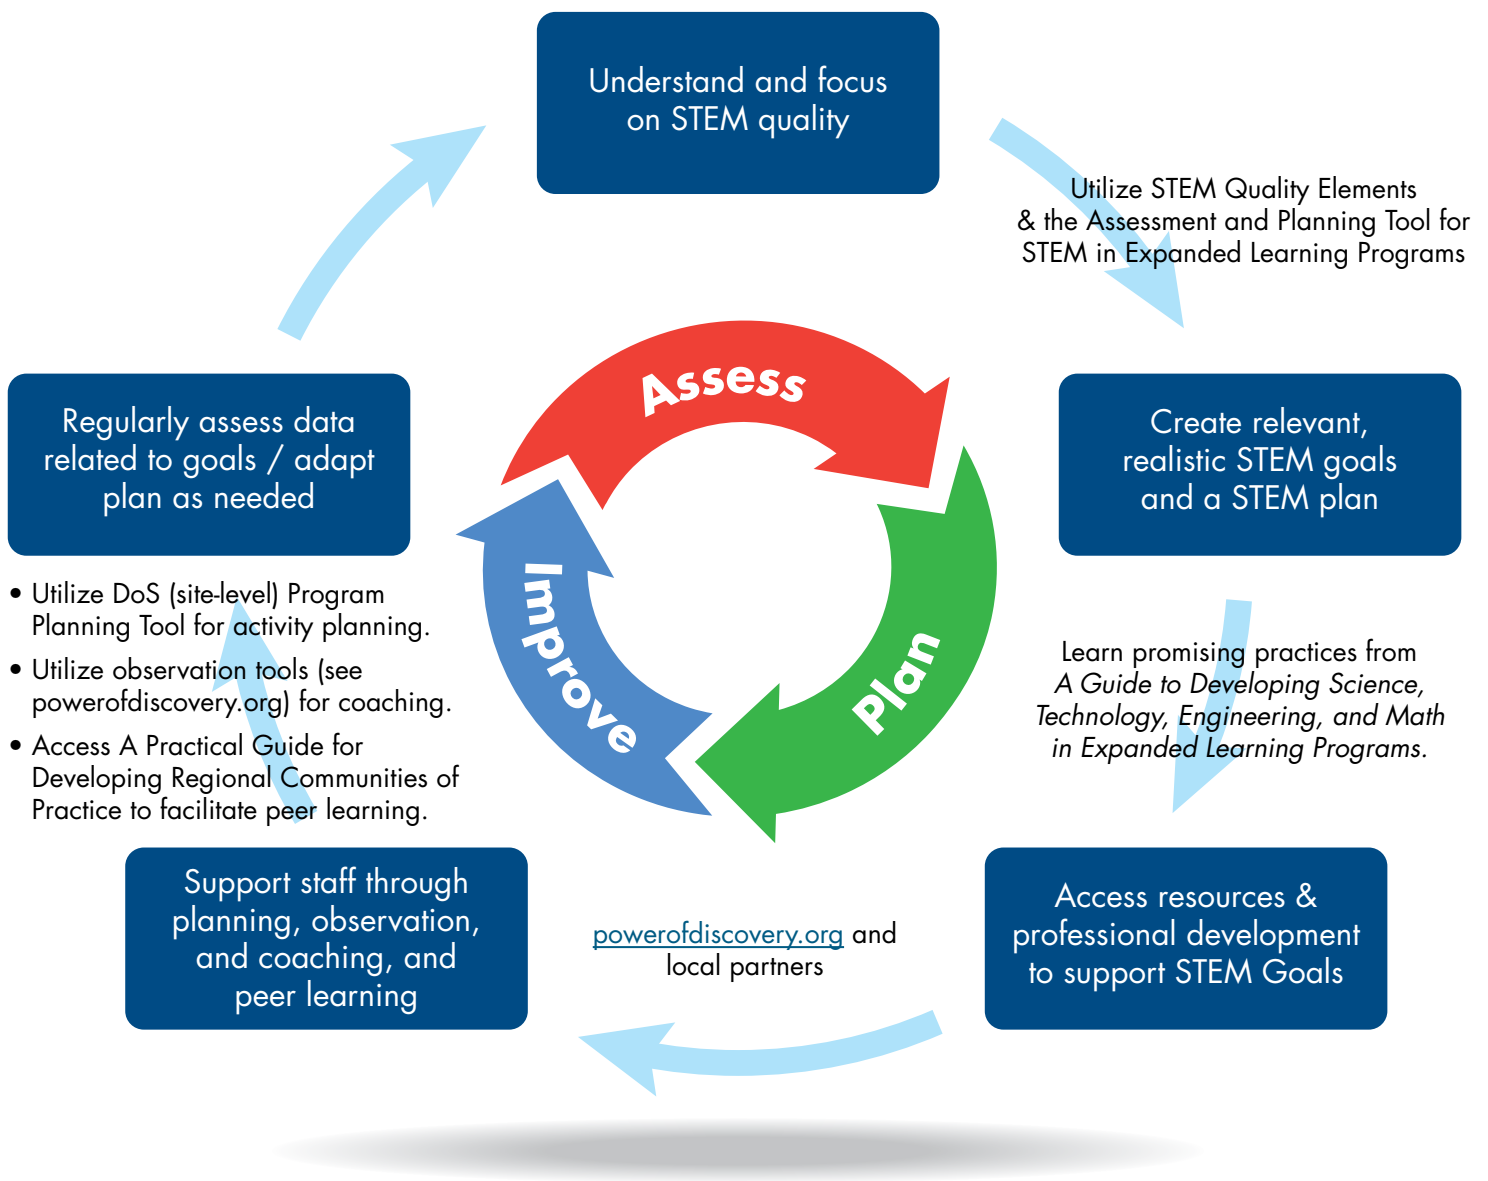 Understand and focus
on STEM quality
Utilize STEM Quality Elements
& the Assessment and Planning Tool for
STEM in Expanded Learning Programs
Create relevant,
realistic STEM goals
and a STEM plan
Learn promising practices from
A Guide to Developing Science,
Technology, Engineering, and Math
in Expanded Learning Programs.
Access resources &
professional development
to support STEM Goals
powerofdiscovery.org and
local partners
Support staff through
planning, observation,
and coaching, and
peer learning
• Utilize DoS (site-level) Program
Planning Tool for activity planning.
• Utilize observation tools (see
powerofdiscovery.org) for coaching.
• Access A Practical Guide for
Developing Regional Communities of
Practice to facilitate peer learning.
Regularly assess data
related to goals / adapt
plan as needed
Assess
Plan
Improve